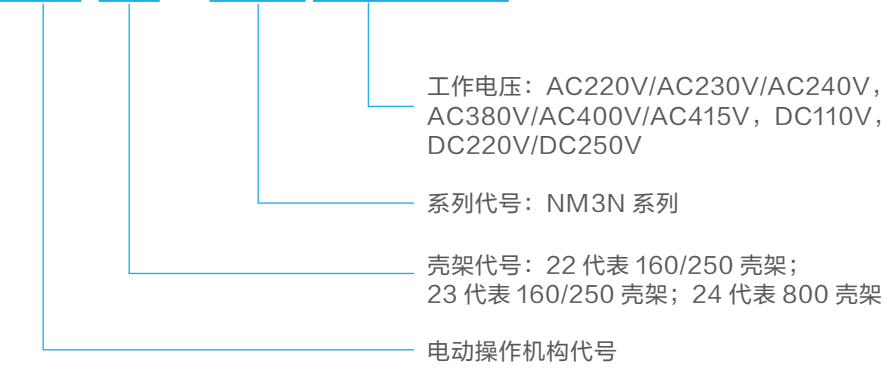 工作电压：AC220V/AC230V/AC240V，
AC380V/AC400V/AC415V，DC110V，
DC220V/DC250V
系列代号：NM3N 系列
壳架代号：22 代表 160/250 壳架；
23 代表 160/250 壳架；24 代表 800 壳架
电动操作机构代号